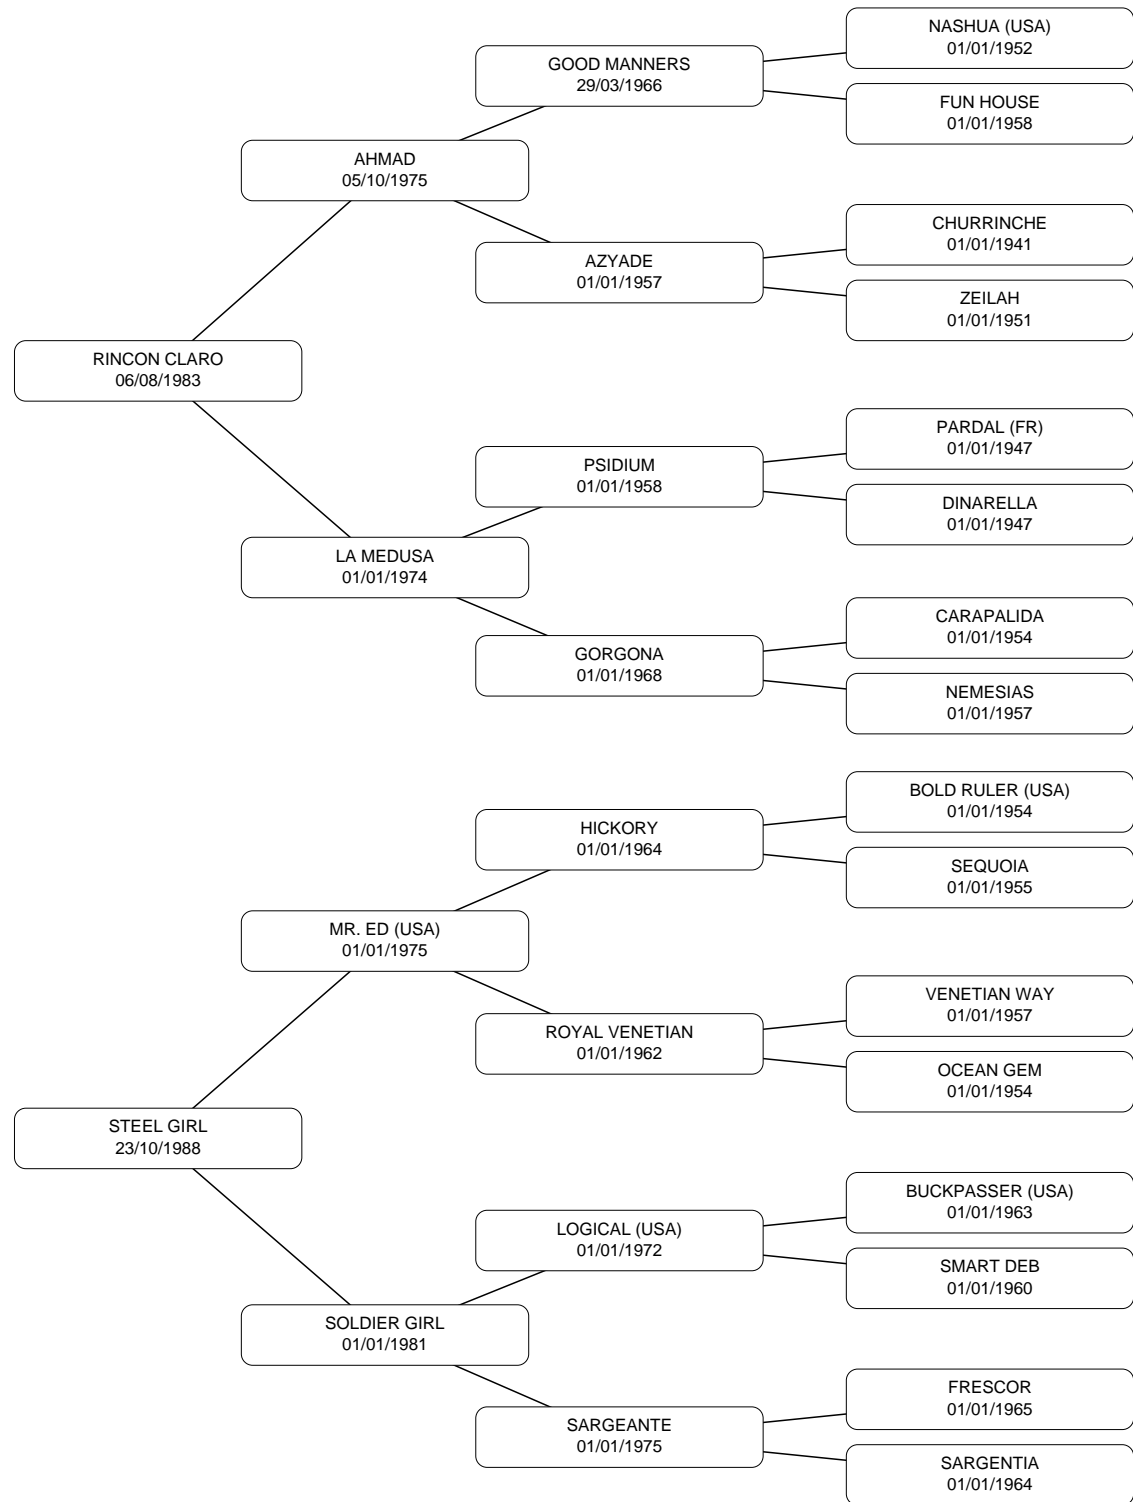 NASHUA (USA)
01/01/1952
GOOD MANNERS
29/03/1966
FUN HOUSE
01/01/1958
AHMAD
05/10/1975
CHURRINCHE
01/01/1941
AZYADE
01/01/1957
ZEILAH
01/01/1951
RINCON CLARO
06/08/1983
PARDAL (FR)
01/01/1947
PSIDIUM
01/01/1958
DINARELLA
01/01/1947
LA MEDUSA
01/01/1974
CARAPALIDA
01/01/1954
GORGONA
01/01/1968
NEMESIAS
01/01/1957
BOLD RULER (USA)
01/01/1954
HICKORY
01/01/1964
SEQUOIA
01/01/1955
MR. ED (USA)
01/01/1975
VENETIAN WAY
01/01/1957
ROYAL VENETIAN
01/01/1962
OCEAN GEM
01/01/1954
STEEL GIRL
23/10/1988
BUCKPASSER (USA)
01/01/1963
LOGICAL (USA)
01/01/1972
SMART DEB
01/01/1960
SOLDIER GIRL
01/01/1981
FRESCOR
01/01/1965
SARGEANTE
01/01/1975
SARGENTIA
01/01/1964